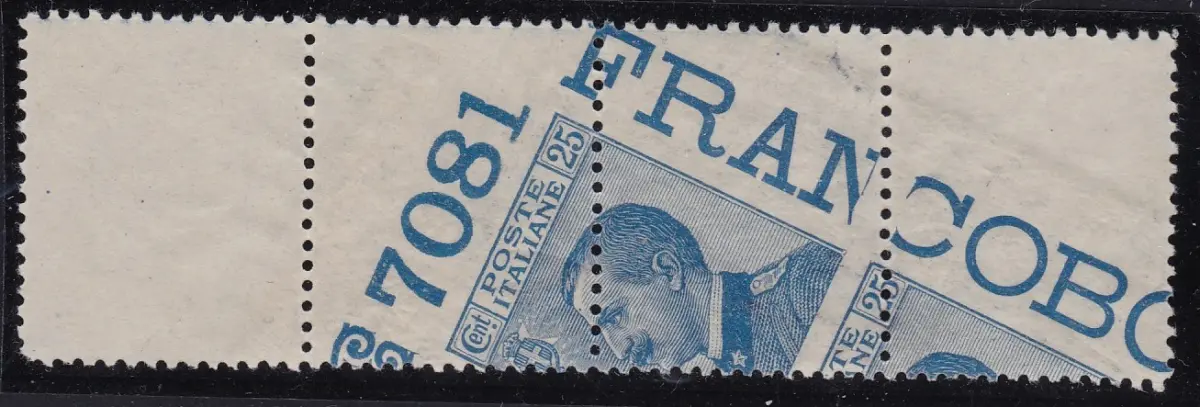 7081
FRANCOBO
25
POSTE
ITALIANE
Cent.
25